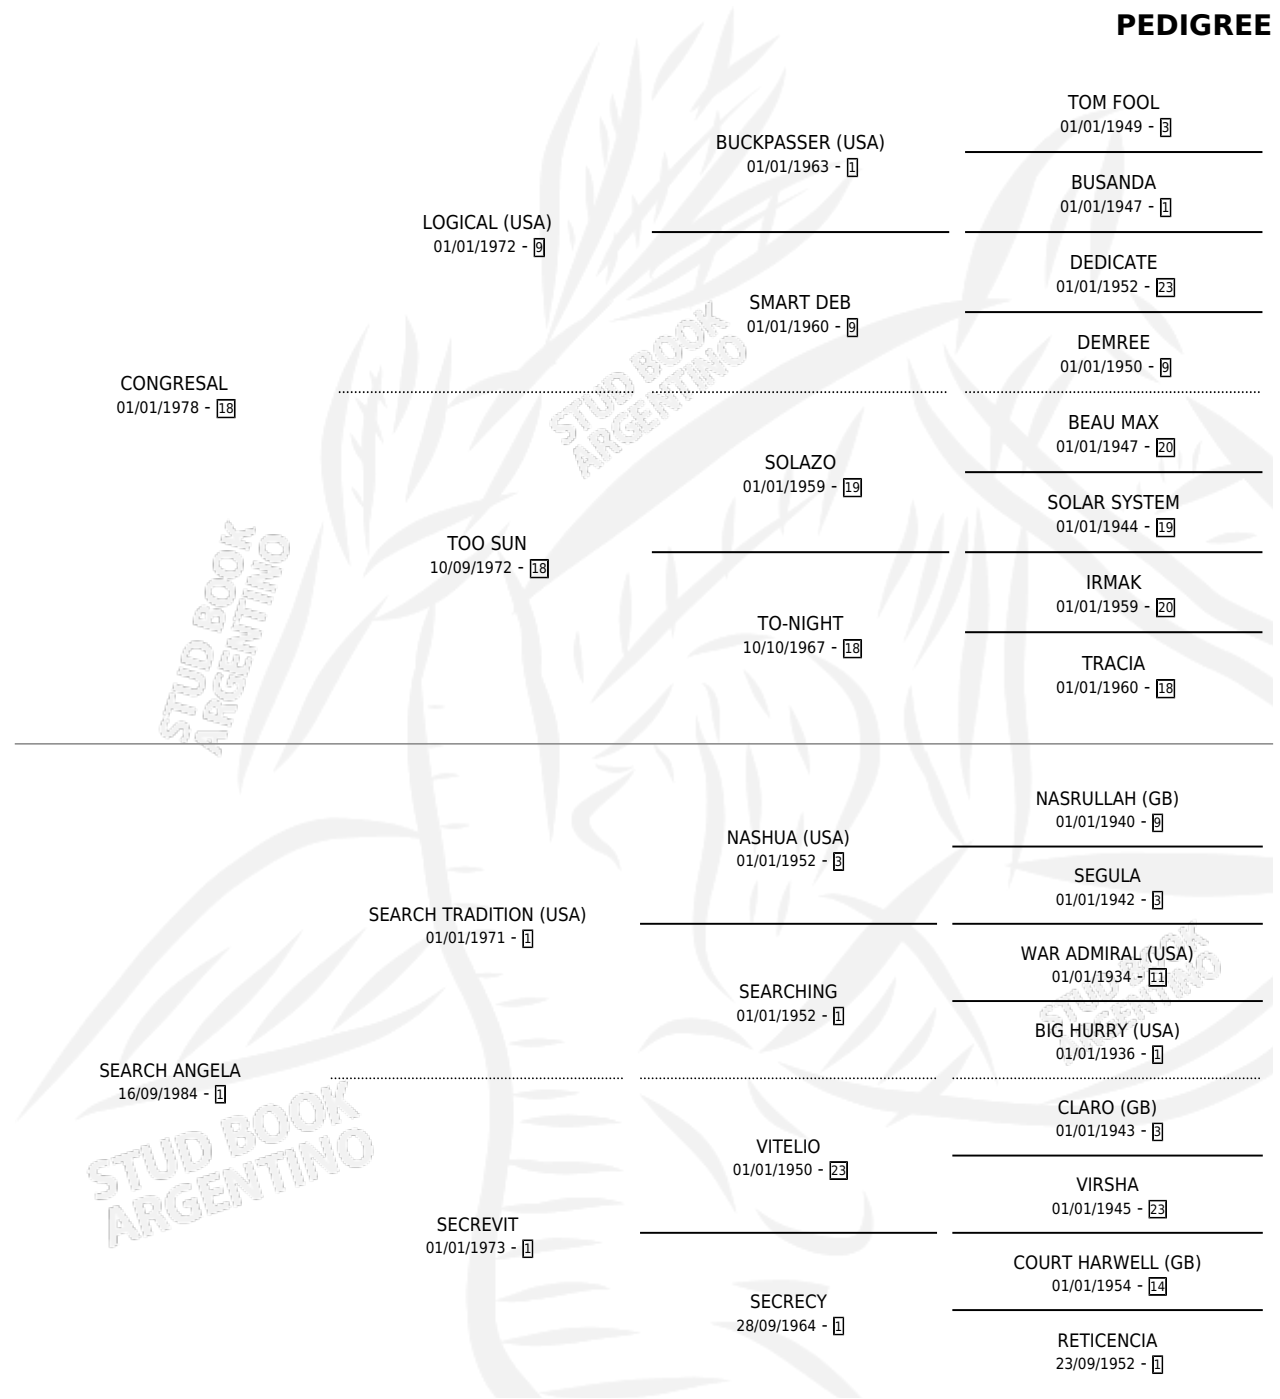 PEDIGREE
TOM FOOL
01/01/1949 - 3
BUCKPASSER (USA)
01/01/1963 - 1
BUSANDA
01/01/1947 - 1
LOGICAL (USA)
01/01/1972 - 9
DEDICATE
01/01/1952 - 23
SMART DEB
01/01/1960 - 9
DEMREE
01/01/1950 - 9
CONGRESAL
01/01/1978 - 18
STUD BOOK
ARGENTINO
BEAU MAX
01/01/1947 - 20
SOLAZO
01/01/1959 - 19
SOLAR SYSTEM
01/01/1944 - 19
TOO SUN
10/09/1972 - 18
IRMAK
01/01/1959 - 20
TO-NIGHT
10/10/1967 - 18
TRACIA
01/01/1960 - 18
STUD BOOK
ARGENTINO
NASRULLAH (GB)
01/01/1940 - 9
NASHUA (USA)
01/01/1952 - 3
SEGULA
01/01/1942 - 3
SEARCH TRADITION (USA)
01/01/1971 - 1
WAR ADMIRAL (USA)
01/01/1934 - 11
SEARCHING
01/01/1952 - 1
BIG HURRY (USA)
01/01/1936 - 1
STUD BOOK
ARGENTINO
SEARCH ANGELA
16/09/1984 - 1
CLARO (GB)
01/01/1943 - 3
VITELIO
01/01/1950 - 23
VIRSHA
01/01/1945 - 23
STUD BOOK
ARGENTINO
SECREVIT
01/01/1973 - 1
COURT HARWELL (GB)
01/01/1954 - 14
SECRECY
28/09/1964 - 1
RETICENCIA
23/09/1952 - 1